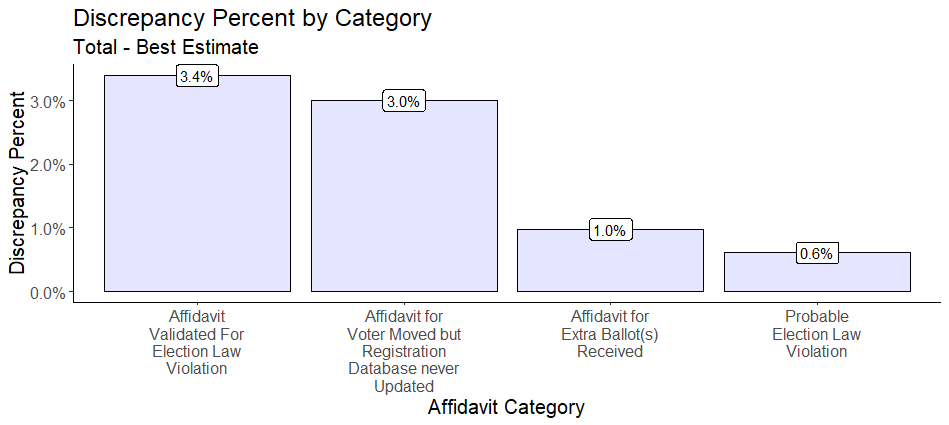 Discrepancy Percent by Category
Total - Best Estimate
Discrepancy Percent
3.0%
2.0%
1.0%
0.0%
3.4%
3.0%
1.0%
0.6%
Affidavit
Validated For
Election Law
Violation
Affidavit for
Voter Moved but
Registration
Database never
Updated
Affidavit for
Extra Ballot(s)
Received
Probable
Election Law
Violation
Affidavit Category